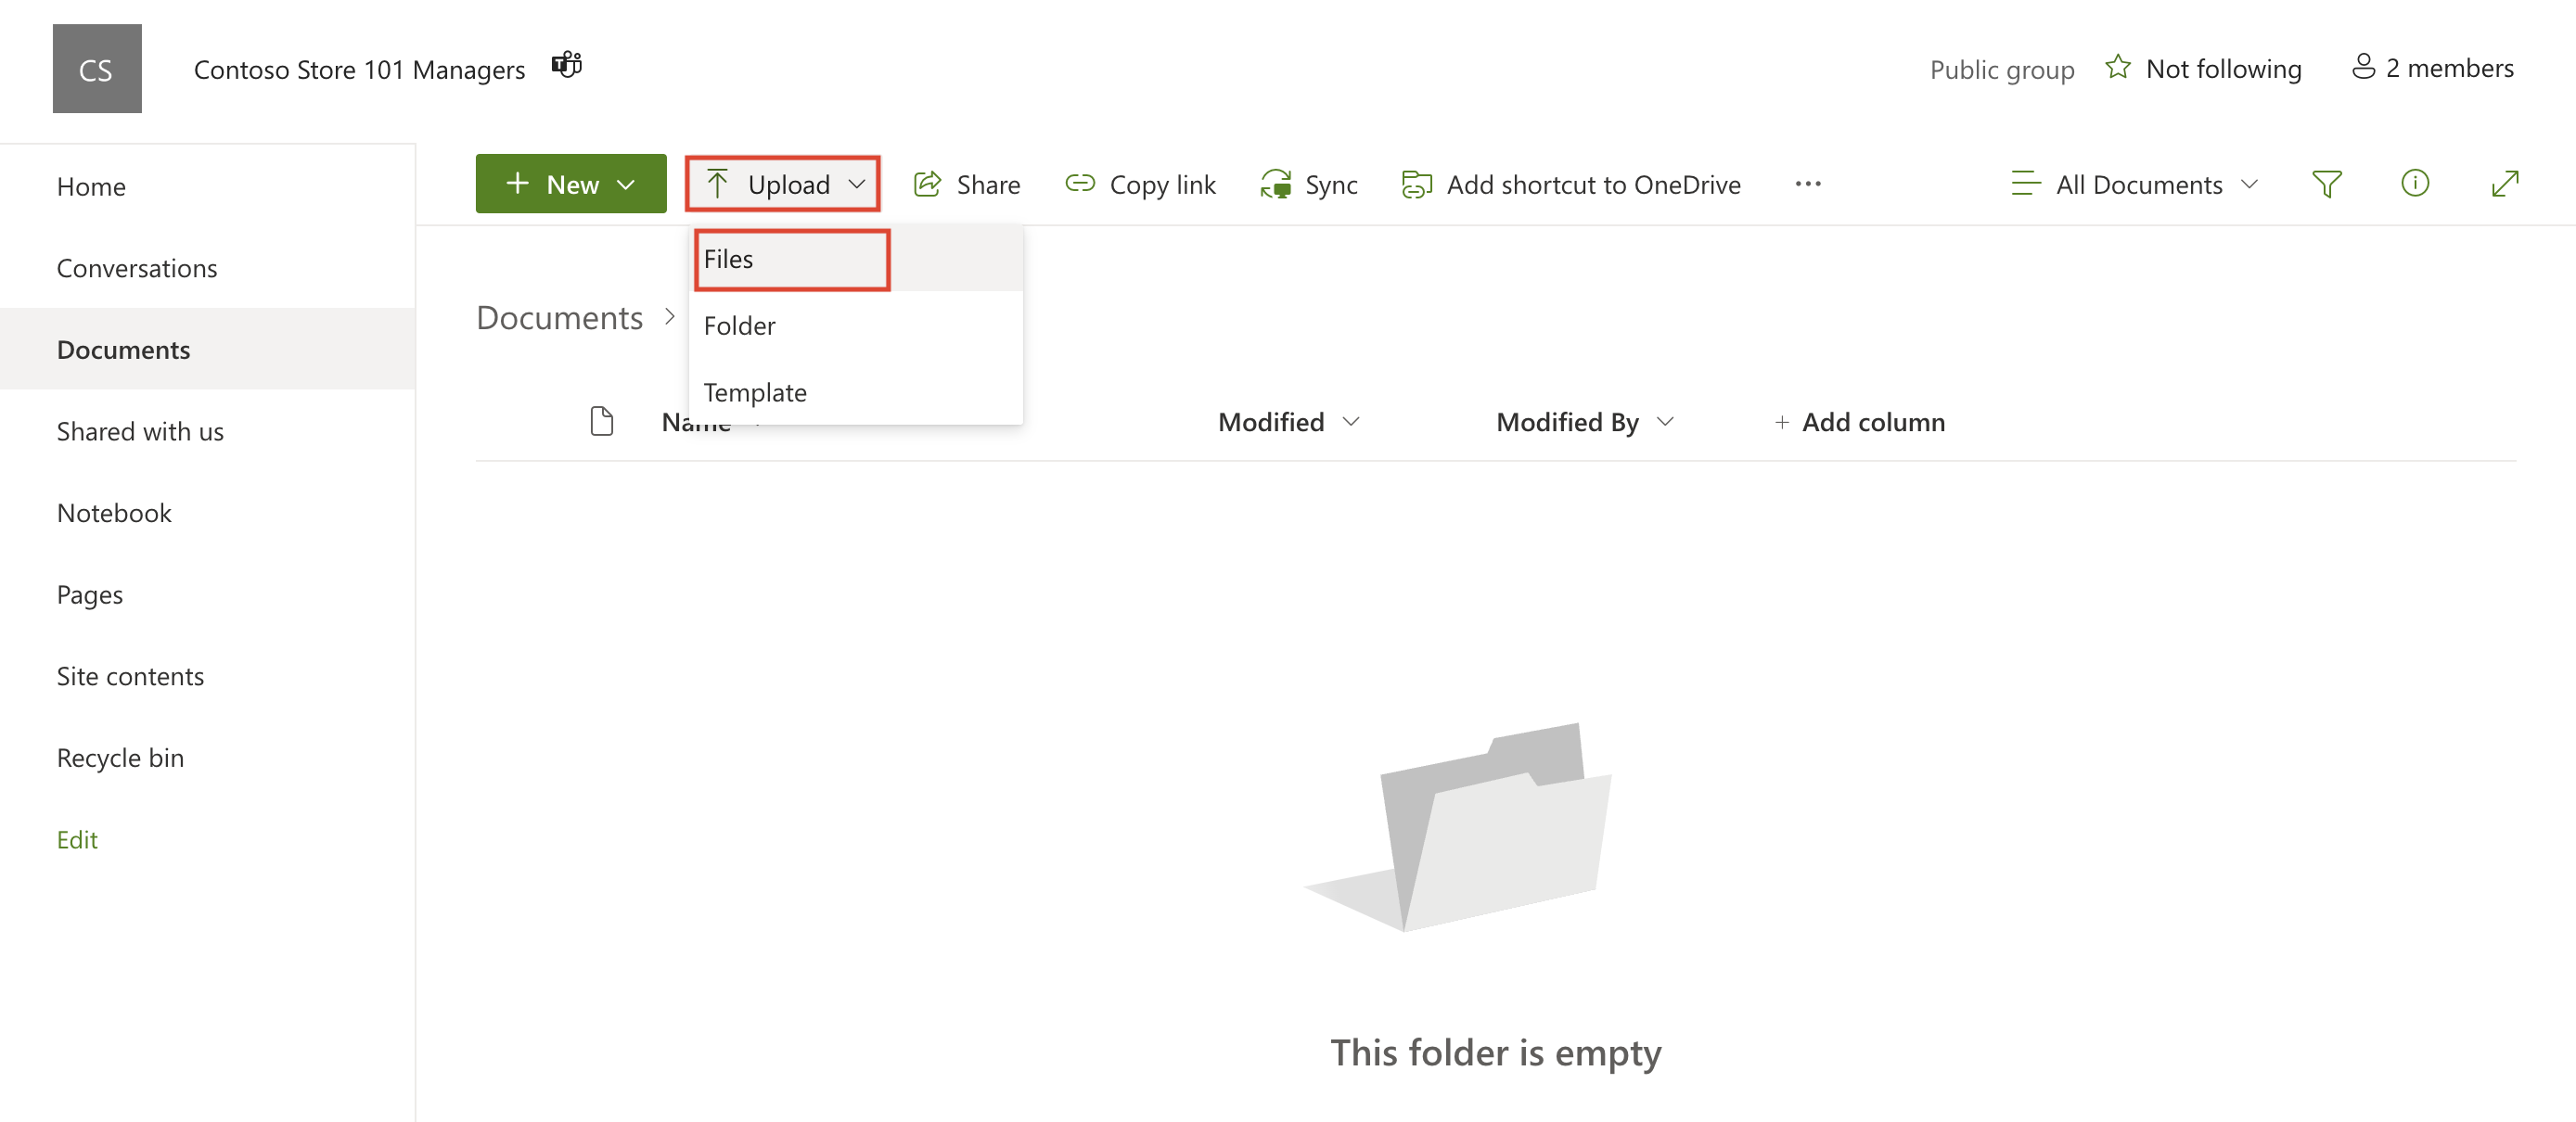 CS
Contoso Store 101 Managers
Public group
Not following
2 members
Home
Conversations
Documents
Shared with us
Notebook
Pages
Site contents
Recycle bin
Edit
+ New
Upload
Share
Copy link
Sync
Add shortcut to OneDrive
...
All Documents
Files
Folder
Template
Documents >
Name
Modified
Modified By
+ Add column
This folder is empty